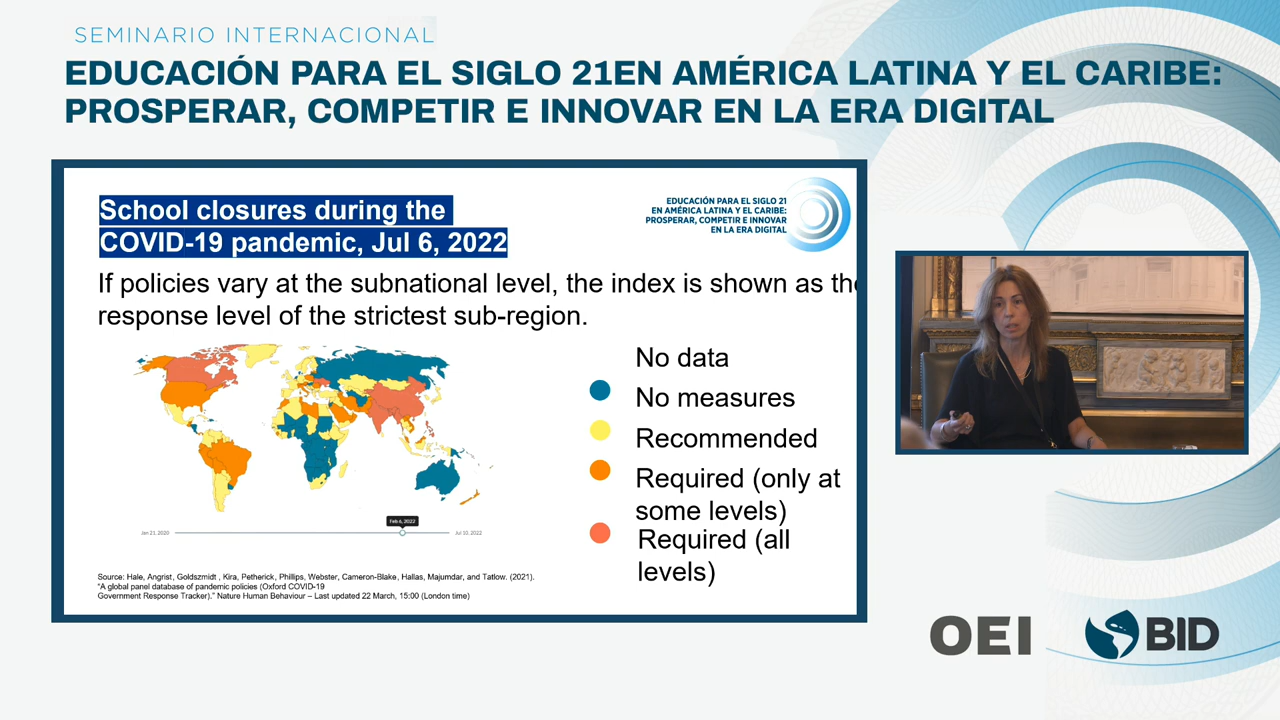 SEMINARIO INTERNACIONAL
EDUCACIÓN PARA EL SIGLO 21EN AMÉRICA LATINA Y EL CARIBE:
PROSPERAR, COMPETIR E INNOVAR EN LA ERA DIGITAL
School closures during the
COVID-19 pandemic, Jul 6, 2022
EDUCACIÓN PARA EL SIGLO 21
EN AMÉRICA LATINA Y EL CARIBE:
PROSPERAR, COMPETIR E INNOVAR
EN LA ERA DIGITAL
If policies vary at the subnational level, the index is shown as the
response level of the strictest sub-region.
No data
No measures
Recommended
Required (only at
some levels)
Required (all
levels)
Feb 6, 2022
Jan 21, 2020
Jul 10, 2022
Source: Hale, Angrist, Goldszmidt , Kira, Petherick, Phillips, Webster, Cameron-Blake, Hallas, Majumdar, and Tatlow. (2021).
"A global panel database of pandemic policies (Oxford COVID-19
Government Response Tracker)." Nature Human Behaviour – Last updated 22 March, 15:00 (London time)
OEI
BID